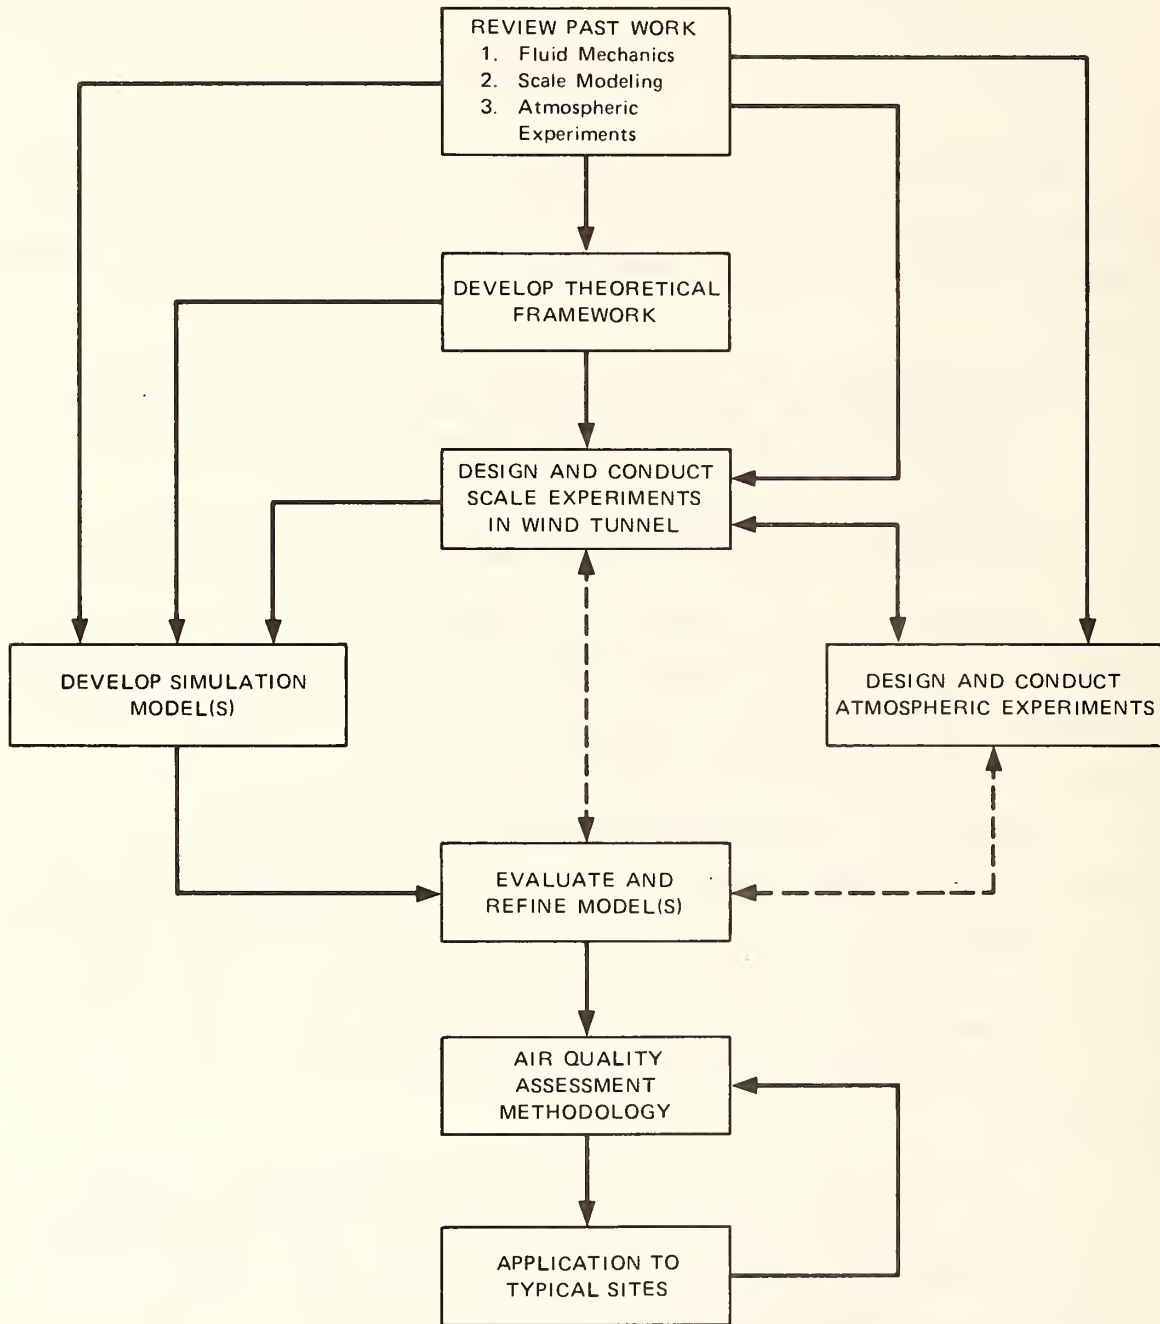 REVIEW PAST WORK
1. Fluid Mechanics
2. Scale Modeling
3. Atmospheric
Experiments
DEVELOP THEORETICAL
FRAMEWORK
DESIGN AND CONDUCT
SCALE EXPERIMENTS
IN WIND TUNNEL
DEVELOP SIMULATION
MODEL(S)
DESIGN AND CONDUCT
ATMOSPHERIC EXPERIMENTS
EVALUATE AND
REFINE MODEL(S)
AIR QUALITY
ASSESSMENT
METHODOLOGY
APPLICATION TO
TYPICAL SITES